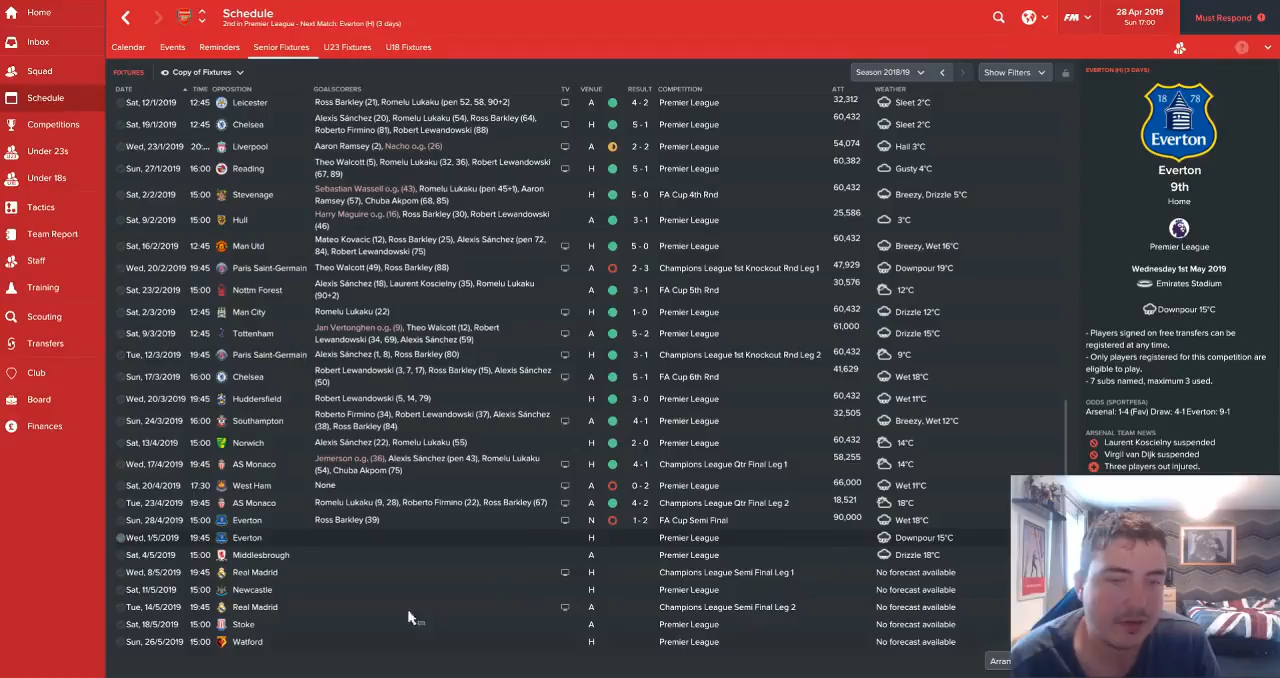 Home
Inbox
Squad
Schedule
Competitions
Under 23s
Under 18s
Tactics
Team Report
Staff
Training
Scouting
Transfers
Club
Board
Finances
Schedule
2nd in Premier League - Next Match: Everton (H) (3 days)
FM
28 Apr 2019
Sun 17:00
Must Respond
Calendar Events Reminders Senior Fixtures U23 Fixtures U18 Fixtures
FIXTURES Copy of Fixtures Season 2018/19 Show Filters
DATE TIME OPPOSITION GOALSCORERS TV VENUE RESULT COMPETITION ATT WEATHER
Sat, 12/1/2019 12:45 Leicester Ross Barkley (21), Romelu Lukaku (pen 52, 58, 90+2) A 4 - 2 Premier League 32,312 Sleet 2°C
Sat, 19/1/2019 12:45 Chelsea Alexis Sánchez (20), Romelu Lukaku (54), Ross Barkley (64), H 5 - 1 Premier League 60,432 Sleet 2°C
Roberto Firmino (81), Robert Lewandowski (88)
Wed, 23/1/2019 20:... Liverpool Aaron Ramsey (2), Nacho o.g. (26) A 2 - 2 Premier League 54,074 Hail 3°C
Sun, 27/1/2019 16:00 Reading Theo Walcott (5), Romelu Lukaku (32, 36), Robert Lewandowski H 5 - 1 Premier League 60,382 Gusty 4°C
(67, 89)
Sat, 2/2/2019 15:00 Stevenage Sebastian Wassell o.g. (43), Romelu Lukaku (pen 45+1), Aaron H 5 - 0 FA Cup 4th Rnd 60,432 Breezy, Drizzle 5°C
Ramsey (57), Chuba Akpom (68, 85)
Sat, 9/2/2019 15:00 Hull Harry Maguire o.g. (16), Ross Barkley (30), Robert Lewandowski A 3 - 1 Premier League 25,586 3°C
(46)
Sat, 16/2/2019 12:45 Man Utd Mateo Kovacic (12), Ross Barkley (25), Alexis Sánchez (pen 72, H 5 - 0 Premier League 60,432 Breezy, Wet 16°C
84), Robert Lewandowski (75)
Wed, 20/2/2019 19:45 Paris Saint-Germain Theo Walcott (49), Ross Barkley (88) A 2 - 3 Champions League 1st Knockout Rnd Leg 1 47,929 Downpour 19°C
Sat, 23/2/2019 15:00 Nottm Forest Alexis Sánchez (18), Laurent Koscielny (35), Romelu Lukaku A 3 - 1 FA Cup 5th Rnd 30,576 12°C
(90+2)
Sat, 2/3/2019 15:00 Man City Romelu Lukaku (22) H 1 - 0 Premier League 60,432 Drizzle 12°C
Sat, 9/3/2019 15:00 Tottenham Jan Vertonghen o.g. (9), Theo Walcott (12), Robert A 5 - 2 Premier League 61,000 Drizzle 15°C
Lewandowski (34, 69), Alexis Sánchez (59)
Tue, 12/3/2019 19:45 Paris Saint-Germain Alexis Sánchez (1, 8), Ross Barkley (80) H 3 - 1 Champions League 1st Knockout Rnd Leg 2 60,432 9°C
Sun, 17/3/2019 16:00 Chelsea Robert Lewandowski (3, 7, 17), Ross Barkley (15), Alexis Sánchez A 5 - 1 FA Cup 6th Rnd 41,629 Wet 18°C
(50)
Wed, 20/3/2019 19:45 Huddersfield Robert Lewandowski (5, 14, 79) H 3 - 0 Premier League 60,432 Wet 11°C
Sun, 24/3/2019 16:00 Southampton Roberto Firmino (34), Robert Lewandowski (37), Alexis Sánchez A 4 - 1 Premier League 32,505 Breezy, Wet 12°C
(38), Ross Barkley (84)
Sat, 13/4/2019 15:00 Norwich Alexis Sánchez (22), Romelu Lukaku (55) H 2 - 0 Premier League 60,432 14°C
Wed, 17/4/2019 19:45 AS Monaco Jemerson o.g. (36), Alexis Sánchez (pen 43), Romelu Lukaku H 4 - 1 Champions League Qtr Final Leg 1 58,255 14°C
(54), Chuba Akpom (75)
Sat, 20/4/2019 17:30 West Ham None A 0 - 2 Premier League 66,000 Wet 11°C
Tue, 23/4/2019 19:45 AS Monaco Romelu Lukaku (9, 28), Roberto Firmino (22), Ross Barkley (67) A 4 - 2 Champions League Qtr Final Leg 2 18,521 18°C
Sun, 28/4/2019 15:00 Everton Ross Barkley (39) N 1 - 2 FA Cup Semi Final 90,000 Wet 18°C
Wed, 1/5/2019 19:45 Everton H Premier League Downpour 15°C
Sat, 4/5/2019 15:00 Middlesbrough A Premier League Drizzle 18°C
Wed, 8/5/2019 19:45 Real Madrid H Champions League Semi Final Leg 1 No forecast available
Sat, 11/5/2019 15:00 Newcastle H Premier League No forecast available
Tue, 14/5/2019 19:45 Real Madrid A Champions League Semi Final Leg 2 No forecast available
Sat, 18/5/2019 15:00 Stoke A Premier League No forecast available
Sun, 26/5/2019 15:00 Watford H Premier League No forecast available
Arran
EVERTON (H) (3 DAYS)
18 78
Everton
Everton
9th
Home
Premier League
Wednesday 1st May 2019
Emirates Stadium
Downpour 15°C
- Players signed on free transfers can be
registered at any time.
- Only players registered for this competition are
eligible to play.
- 7 subs named, maximum 3 used.
ODDS (SPORTPESA)
Arsenal: 1-4 (Fav) Draw: 4-1 Everton: 9-1
ARSENAL TEAM NEWS
Laurent Koscielny suspended
Virgil van Dijk suspended
Three players out injured.